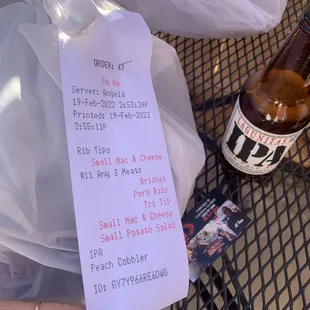 ORDER: 47
To Go
Server: Angela
19-Feb-2022 2:53:24P
Printed: 19-Feb-2022
2:55:11P
Rib Tips
Small Mac & Cheese
#11 Any 3 Meats
Brisket
Pork Ribs
Tri Tip
Small Mac & Cheese
Small Potato Salad
IPA
Peach Cobbler
ID: GY7Y966RE6DWG
LAGUNITAS
IPA